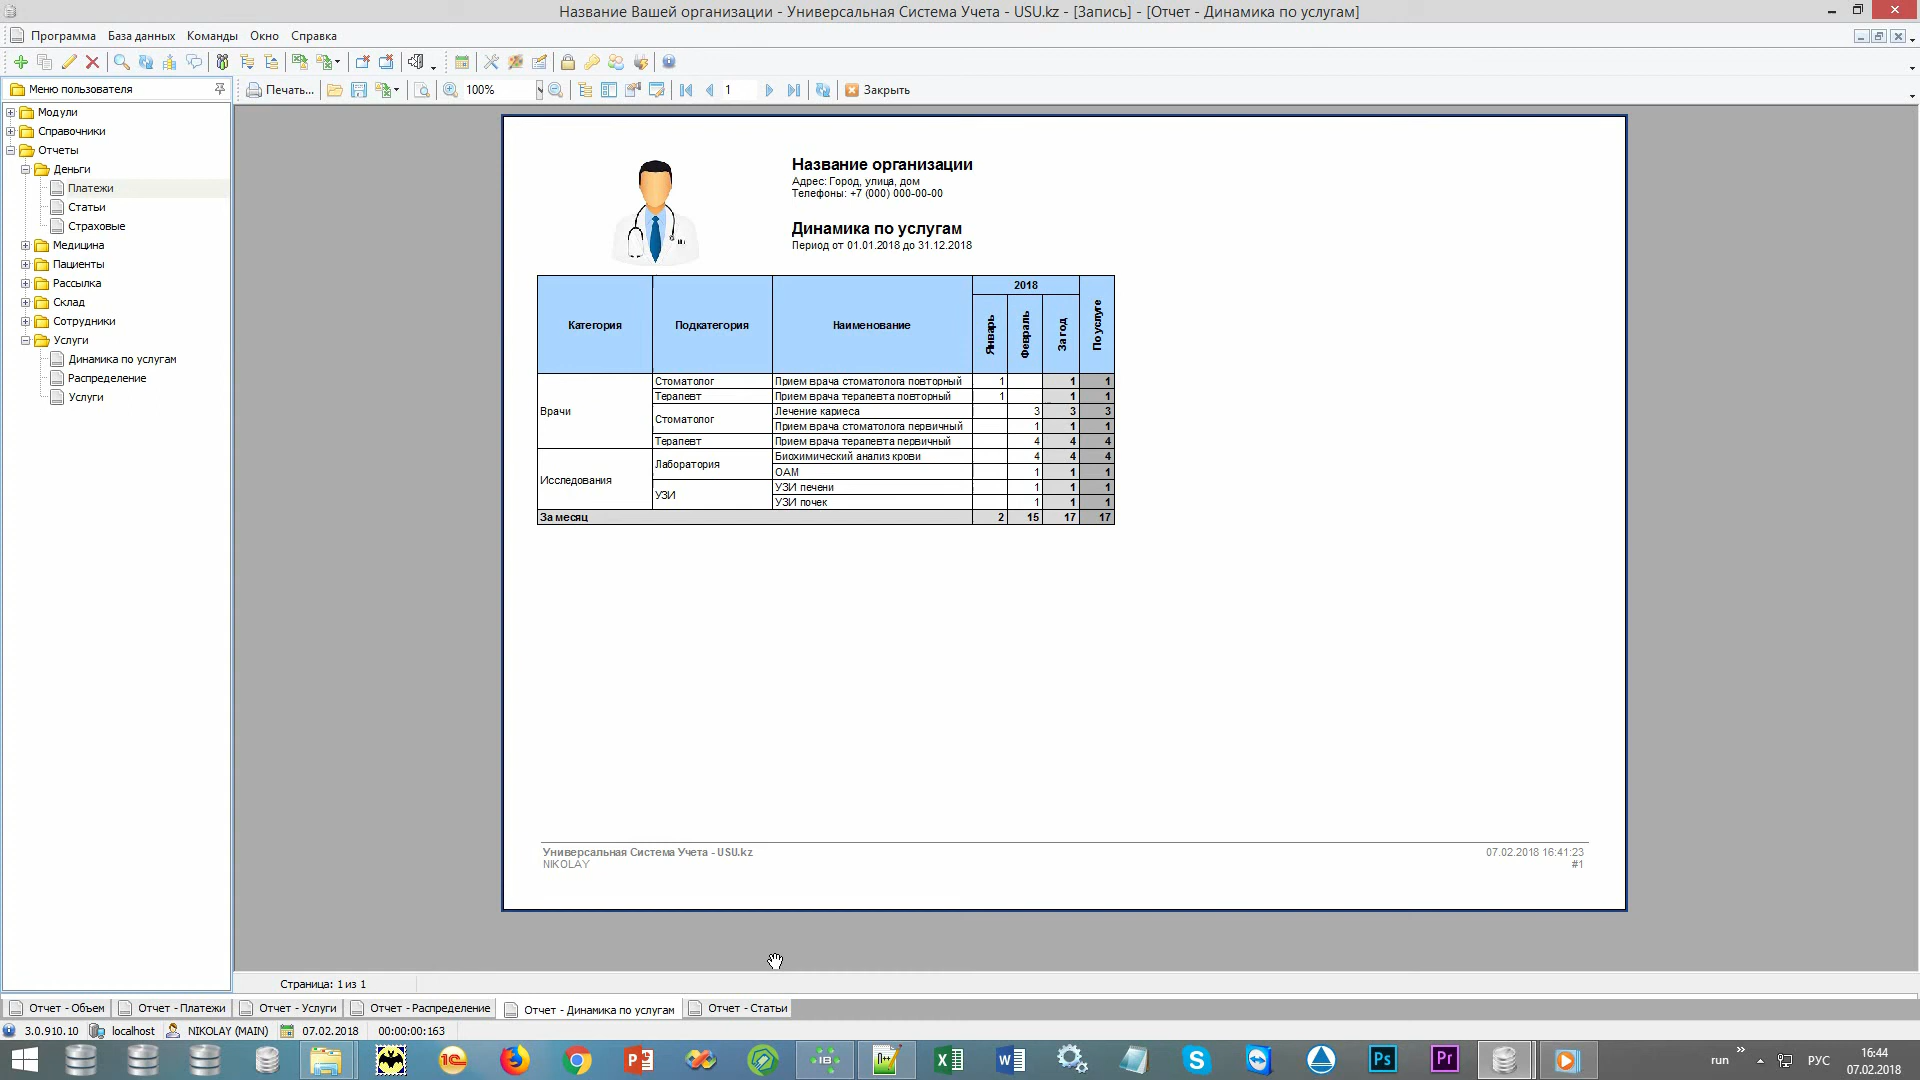 Название Вашей организации - Универсальная Система Учета - USU.kz - [Запись] - [Отчет - Динамика по услугам]
Программа База данных Команды Окно Справка
Меню пользователя
Печать... 100% 1 Закрыть
Модули
Справочники
Отчеты
Деньги
Платежи
Статьи
Страховые
Медицина
Пациенты
Рассылка
Склад
Сотрудники
Услуги
Динамика по услугам
Распределение
Услуги
Название организации
Адрес: Город, улица, дом
Телефоны: +7 (000) 000-00-00
Динамика по услугам
Период от 01.01.2018 до 31.12.2018
Категория Подкатегория Наименование 2018 Январь Февраль За год По услуге
Врачи
Стоматолог Прием врача стоматолога повторный 1 1 1
Терапевт Прием врача терапевта повторный 1 1 1
Стоматолог Лечение кариеса 3 3 3
Прием врача стоматолога первичный 1 1 1
Терапевт Прием врача терапевта первичный 4 4 4
Исследования
Лаборатория Биохимический анализ крови 4 4 4
ОАМ 1 1 1
УЗИ УЗИ печени 1 1 1
УЗИ почек 1 1 1
За месяц 2 15 17 17
Универсальная Система Учета - USU.kz 07.02.2018 16:41:23
NIKOLAY #1
Страница: 1 из 1
Отчет - Объем Отчет - Платежи Отчет - Услуги Отчет - Распределение Отчет - Динамика по услугам Отчет - Статьи
3.0.910.10 localhost NIKOLAY (MAIN) 07.02.2018 00:00:00:163
run РУС 16:44
07.02.2018